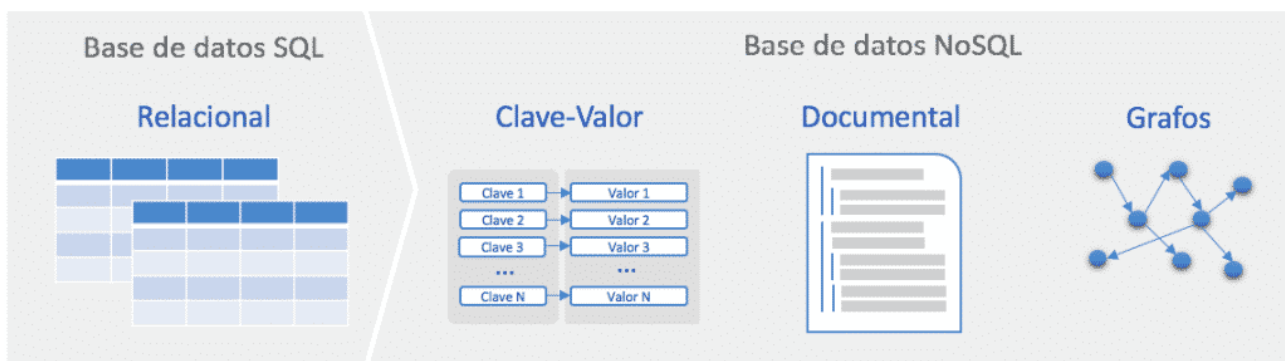 Base de datos SQL
Relacional
Base de datos NoSQL
Clave-Valor
Clave 1
Valor 1
Clave 2
Valor 2
Clave 3
Valor 3
...
...
Clave N
Valor N
Documental
Grafos